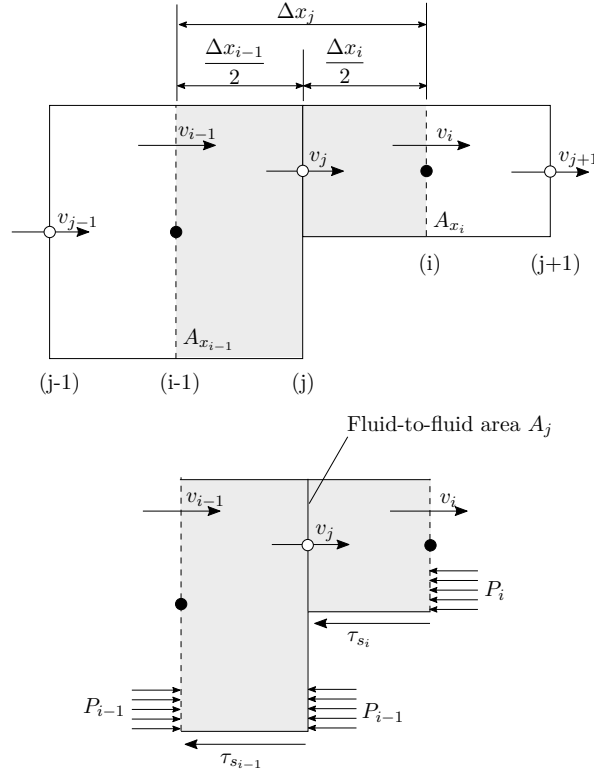 Δx_j
Δx_{i−1}/2 Δx_i/2
v_{i−1} v_i
v_j v_{j+1}
v_{j−1} A_{x_i}
(i) (j+1)
A_{x_{i−1}}
(j-1) (i-1) (j)
Fluid-to-fluid area A_j
v_{i−1} v_i
v_j
P_i
τ_{s_i}
P_{i−1} P_{i−1}
τ_{s_{i−1}}